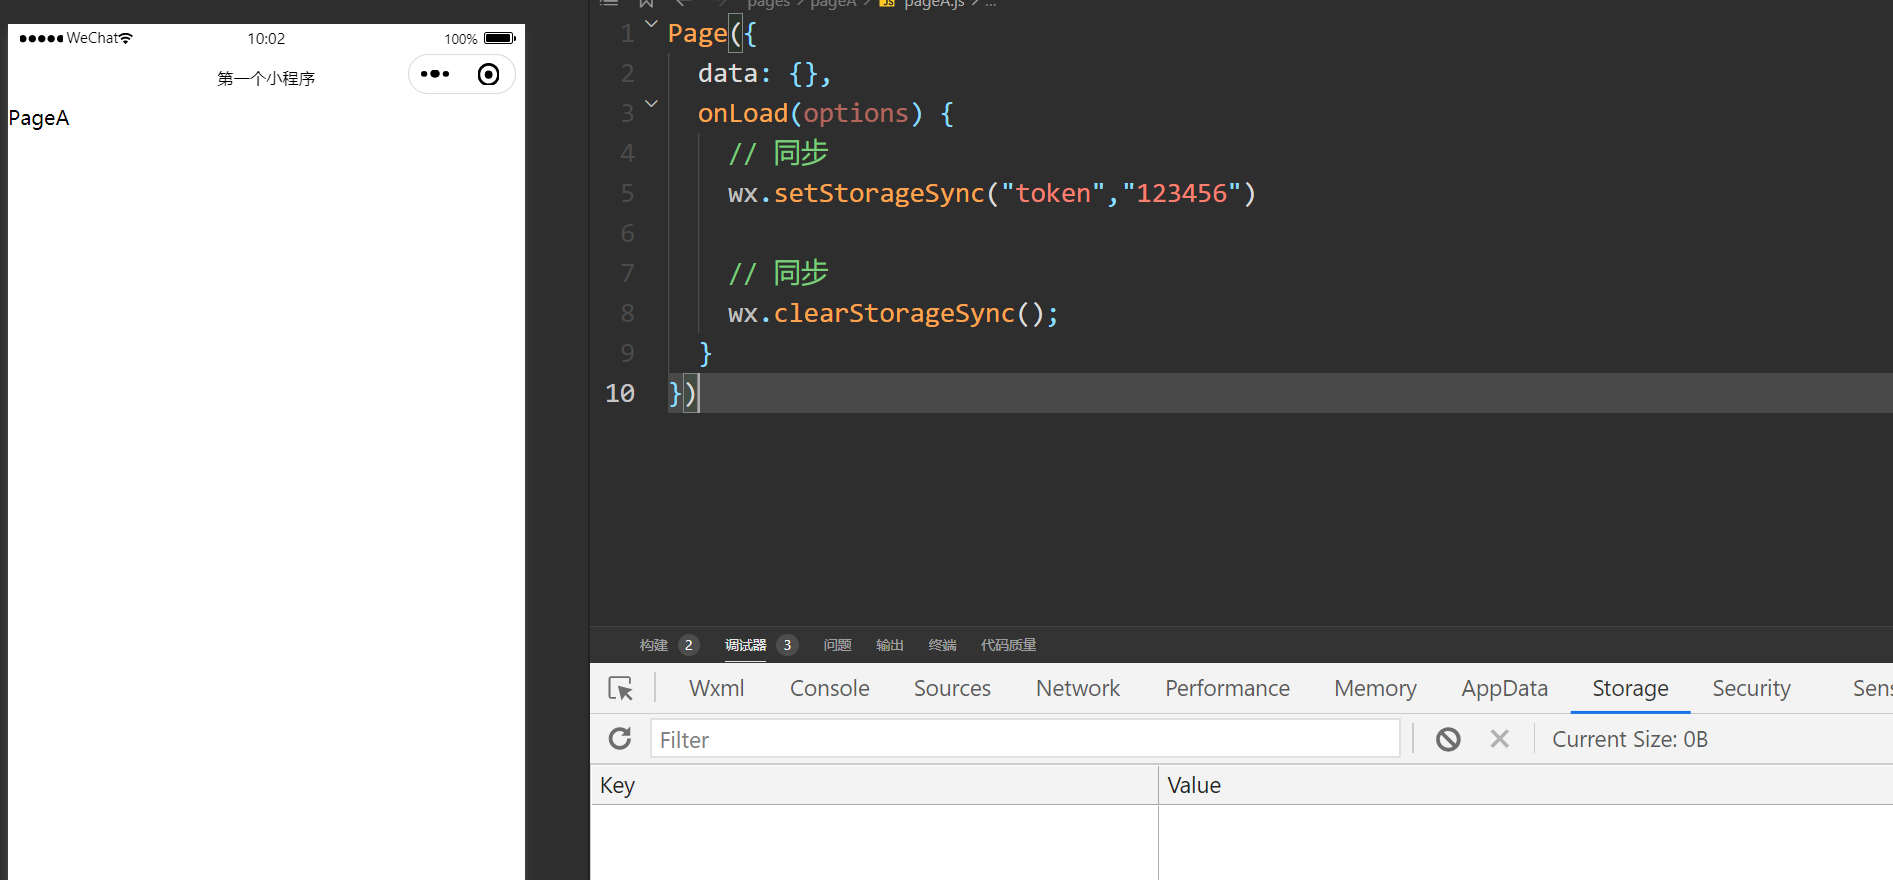 WeChat 10:02 100%
第一个小程序
PageA
pages > pageA > JS pageA.js > ...
1 Page({
2 data: {},
3 onLoad(options) {
4 // 同步
5 wx.setStorageSync("token","123456")
6
7 // 同步
8 wx.clearStorageSync();
9 }
10 })
构建 2 调试器 3 问题 输出 终端 代码质量
Wxml Console Sources Network Performance Memory AppData Storage Security Sens
Filter Current Size: 0B
Key Value